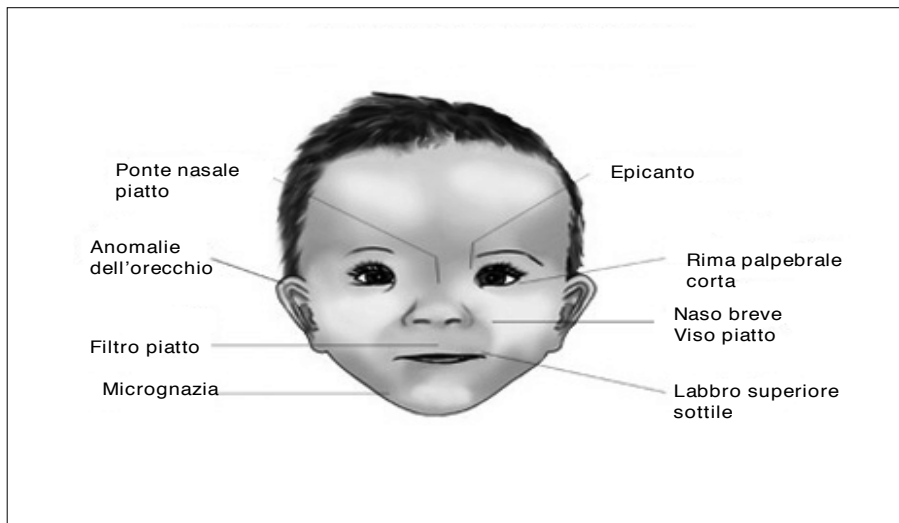 Ponte nasale
piatto
Epicanto
Anomalie
dell'orecchio
Rima palpebrale
corta
Naso breve
Viso piatto
Filtro piatto
Micrognazia
Labbro superiore
sottile